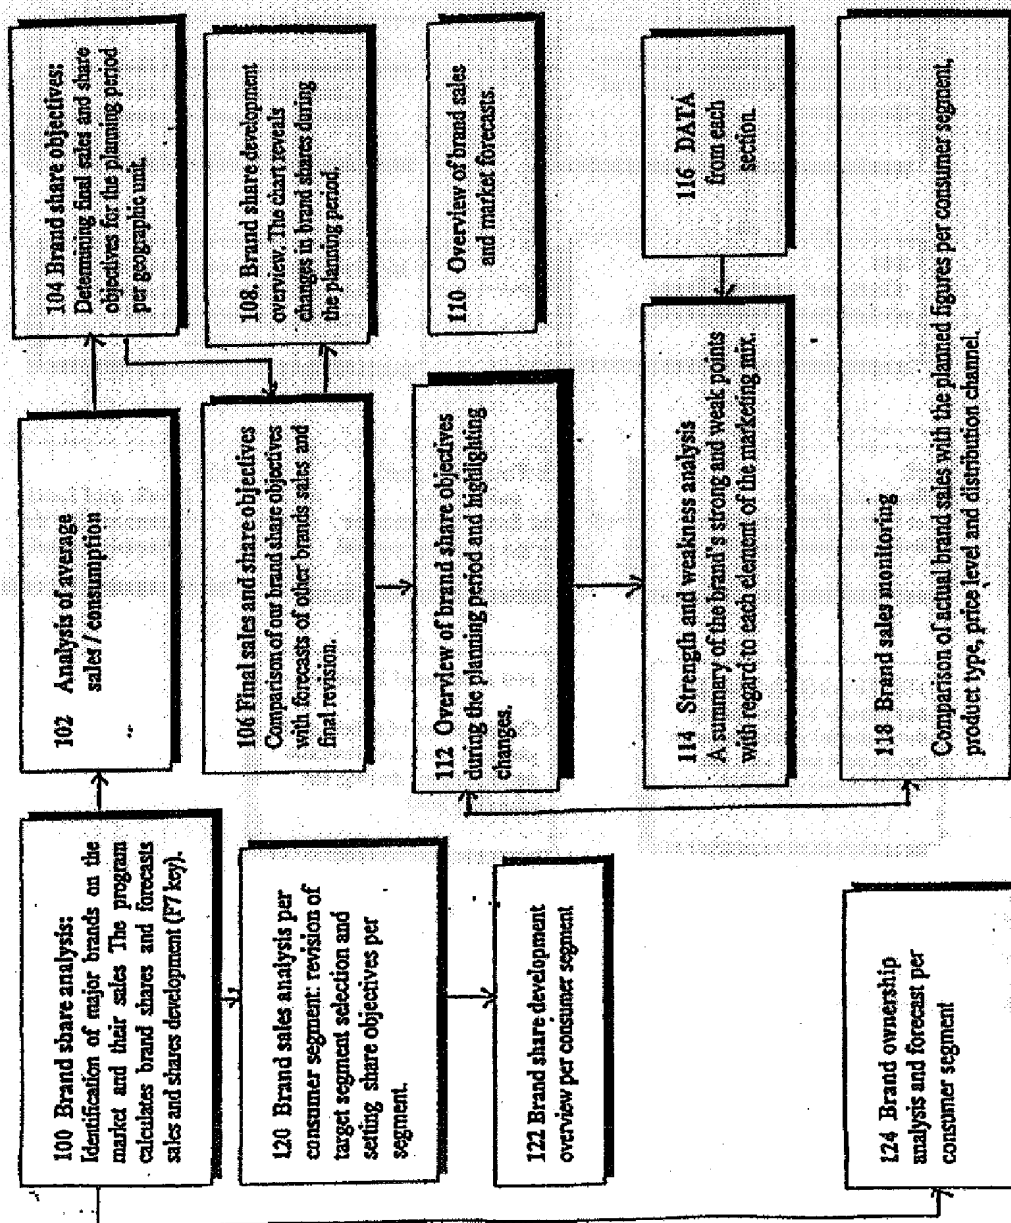 100 Brand share analysis:
Identification of major brands on the
market and their sales The program
calculates brand shares and forecasts
sales and shares development (F7 key).
102 Analysis of average
sales / consumption
104 Brand share objectives:
Determining final sales and share
objectives for the planning period
per geographic unit.
106 Final sales and share objectives
Comparison of our brand share objectives
with forecasts of other brands sales and
final revision.
108. Brand share development
overview. The chart reveals
changes in brand shares during
the planning period.
120 Brand sales analysis per
consumer segment: revision of
target segment selection and
setting share objectives per
segment.
112 Overview of brand share objectives
during the planning period and highlighting
changes.
110 Overview of brand sales
and market forecasts.
122 Brand share development
overview per consumer segment
114 Strength and weakness analysis
A summary of the brand's strong and weak points
with regard to each element of the marketing mix.
116 DATA
from each
section.
118 Brand sales monitoring
Comparison of actual brand sales with the planned figures per consumer segment,
product type, price level and distribution channel.
124 Brand ownership
analysis and forecast per
consumer segment